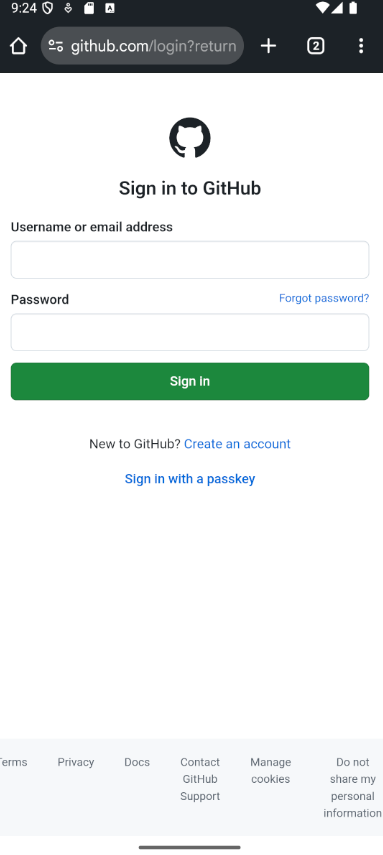 9:24
github.com/login?return
2
Sign in to GitHub
Username or email address
Password
Forgot password?
Sign in
New to GitHub? Create an account
Sign in with a passkey
Terms
Privacy
Docs
Contact
GitHub
Support
Manage
cookies
Do not
share my
personal
information